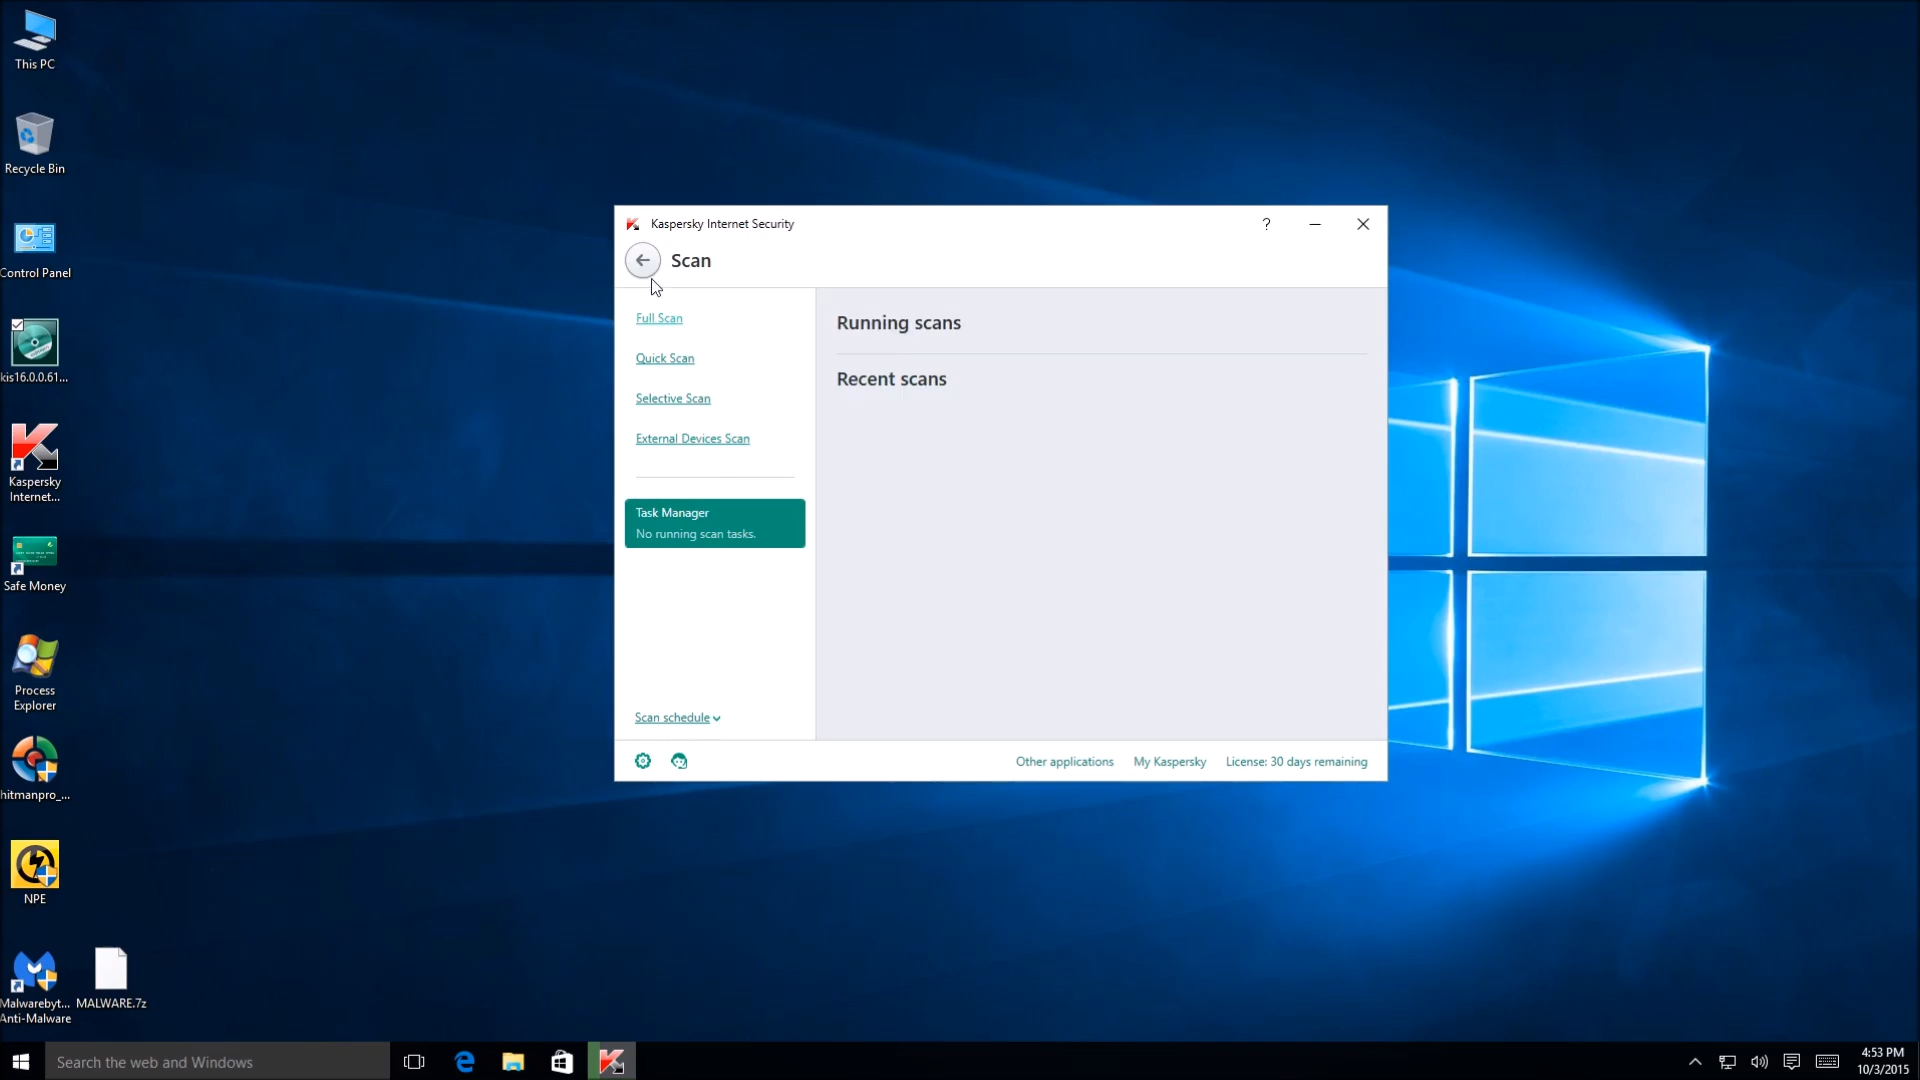 This PC
Recycle Bin
Control Panel
kis16.0.0.61...
Kaspersky
Internet...
Safe Money
Process
Explorer
hitmanpro_...
NPE
Malwarebyt...
Anti-Malware
MALWARE.7z
Kaspersky Internet Security
?
Scan
Full Scan
Quick Scan
Selective Scan
External Devices Scan
Task Manager
No running scan tasks.
Scan schedule
Running scans
Recent scans
Other applications
My Kaspersky
License: 30 days remaining
Search the web and Windows
4:53 PM
10/3/2015